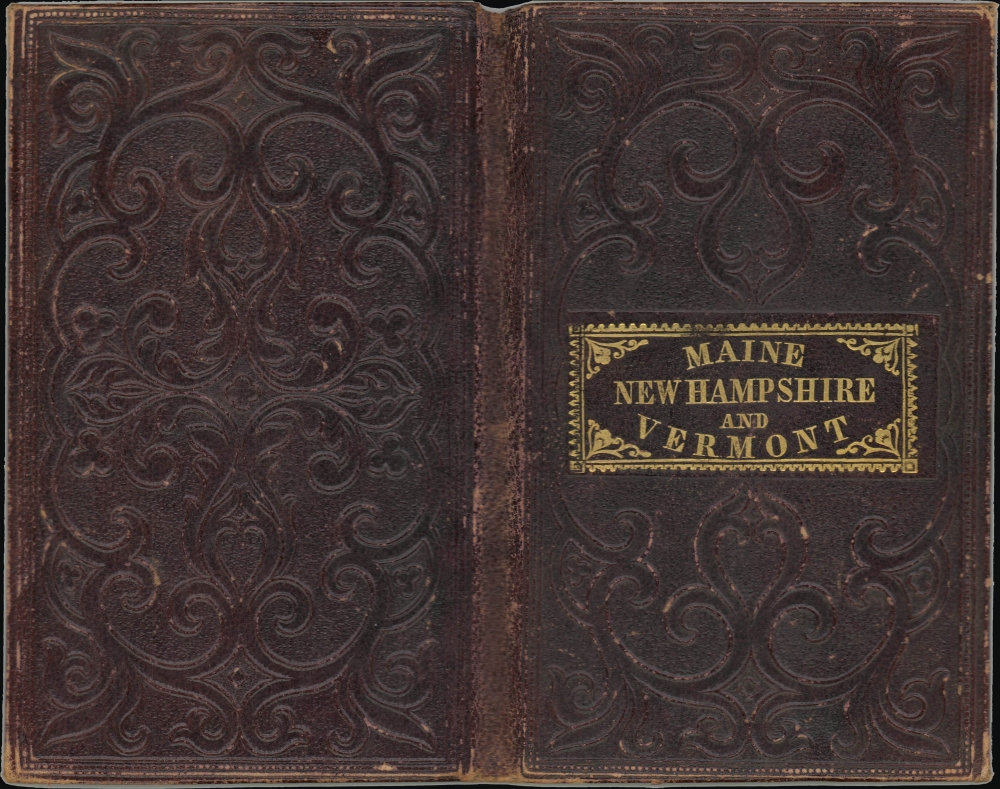 MAINE
NEW HAMPSHIRE
AND
VERMONT